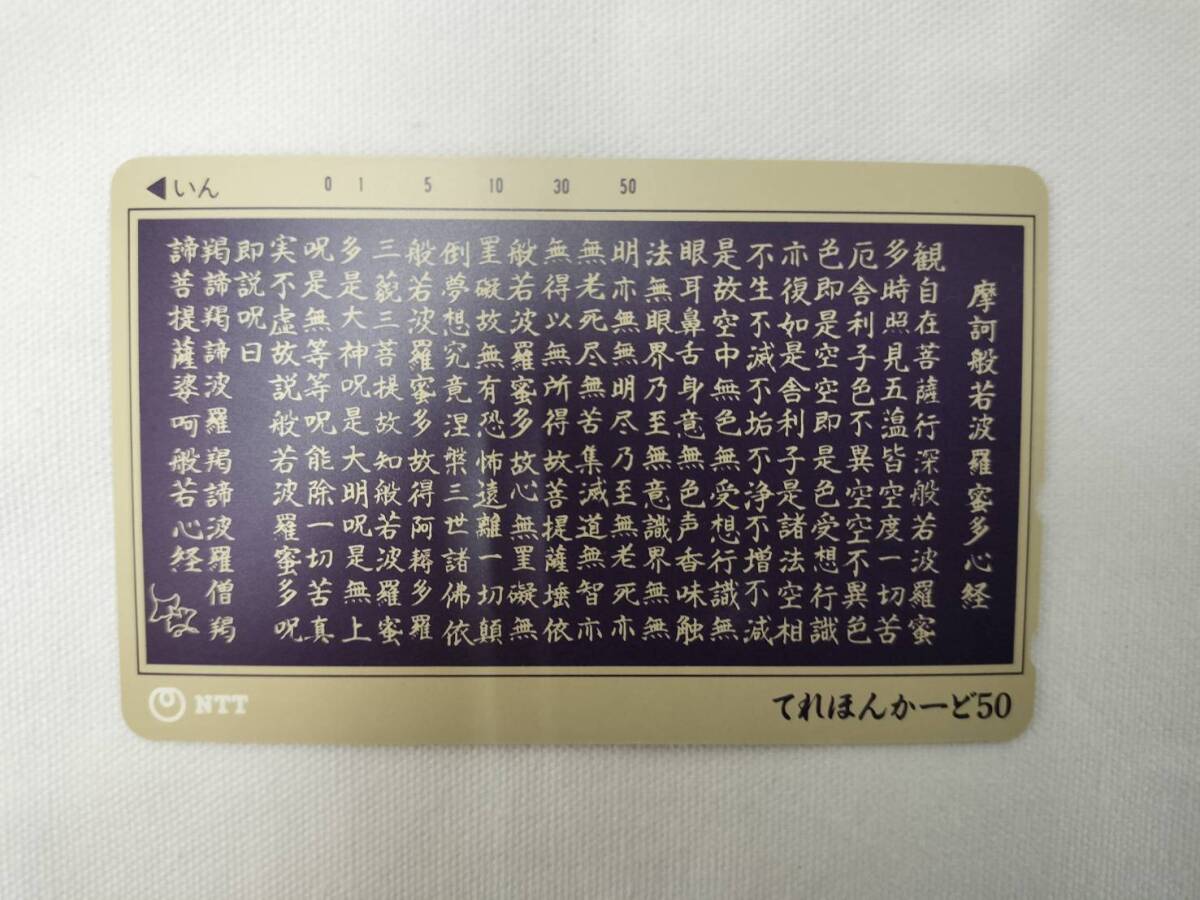 ◀いん 0 1 5 10 30 50
摩訶般若波羅蜜多心経
観自在菩薩行深般若波羅蜜
多時照見五温皆空度一切苦
厄舎利子色不異空空不異色
色即是空空即是色受想行識
亦復如是舎利子是諸法空相
不生不滅不垢不浄不増不減
是故空中無色無受想行識無
眼耳鼻舌身意無色声香味触
法無眼界乃至無意識界無無
明亦無無明尽乃至無老死亦
無老死尽無苦集滅道無智亦
無得以無所得故菩提薩埵依
般若波羅蜜多故心無罣礙無
罣礙故無有恐怖遠離一切顛
倒夢想究竟涅槃三世諸佛依
般若波羅蜜多故得阿耨多羅
三藐三菩提故知般若波羅蜜
多是大神呪是大明呪是無上
呪是無等等呪能除一切苦真
実不虚故説般若波羅蜜多呪
即説呪曰
羯諦羯諦波羅羯諦波羅僧羯
諦菩提薩婆呵般若心経
NTT
てれほんかーど50